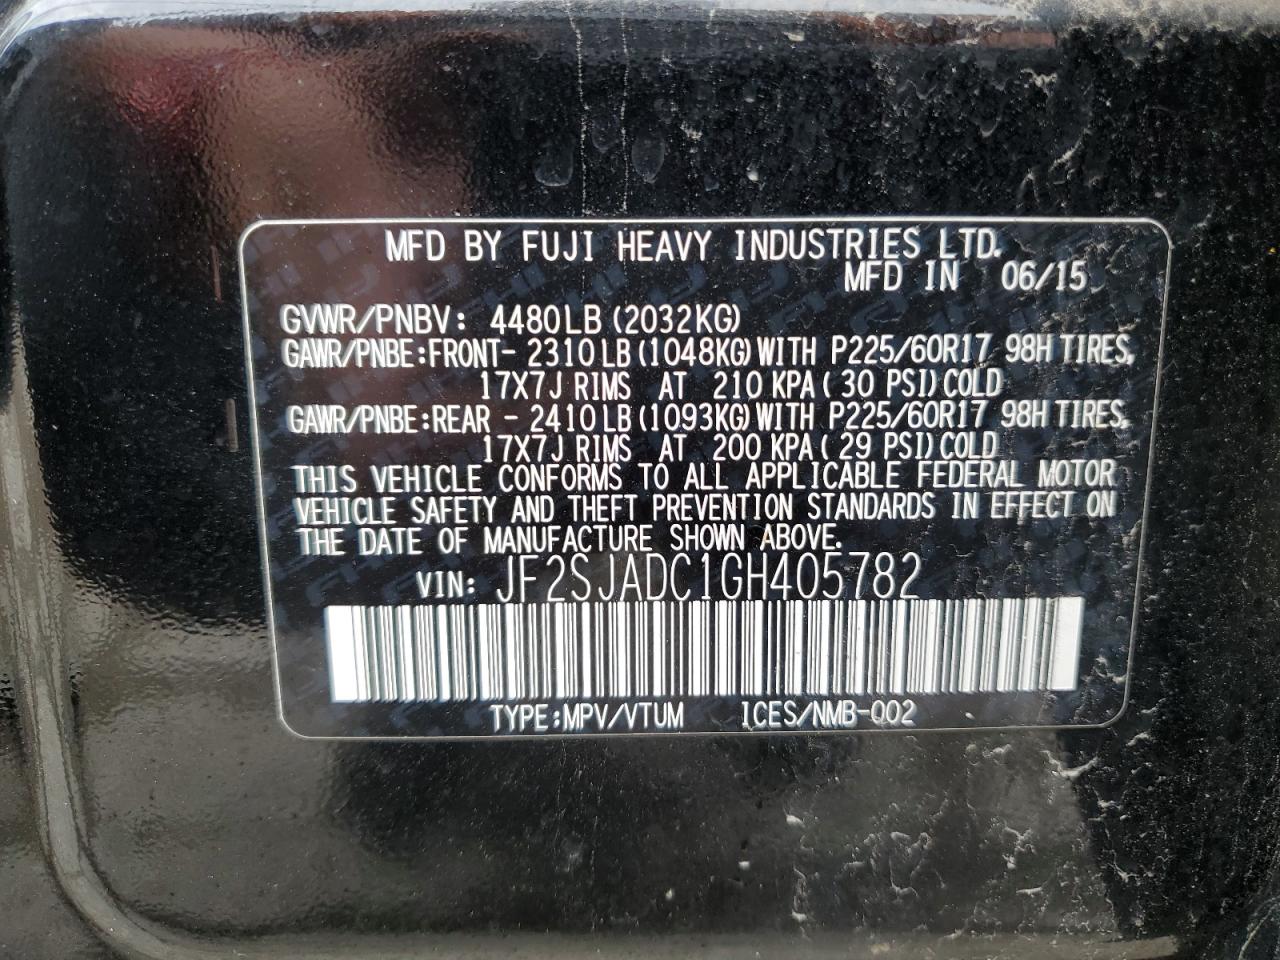 MFD BY FUJI HEAVY INDUSTRIES LTD.
MFD IN 06/15
GVWR/PNBV: 4480LB (2032KG)
GAWR/PNBE:FRONT- 2310LB (1048KG) WITH P225/60R17 98H TIRES,
17X7J RIMS AT 210 KPA ( 30 PSI) COLD
GAWR/PNBE:REAR - 2410LB (1093KG) WITH P225/60R17 98H TIRES,
17X7J RIMS AT 200 KPA ( 29 PSI) COLD
THIS VEHICLE CONFORMS TO ALL APPLICABLE FEDERAL MOTOR
VEHICLE SAFETY AND THEFT PREVENTION STANDARDS IN EFFECT ON
THE DATE OF MANUFACTURE SHOWN ABOVE.
VIN: JF2SJADC1GH405782
TYPE:MPV/VTUM ICES/NMB-002